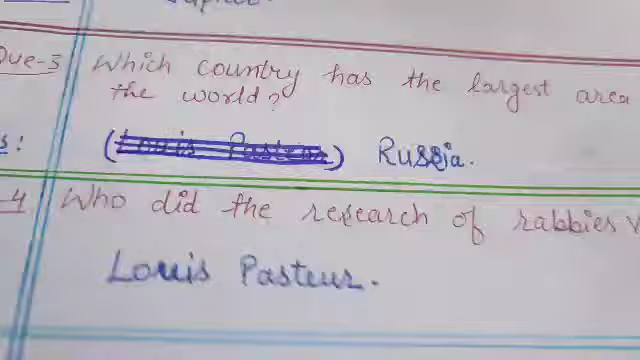 Que-3 Which country has the largest area
the world?
s: (Louis Pasteur) Russia.
-4 Who did the research of rabbies
Louis Pasteur.